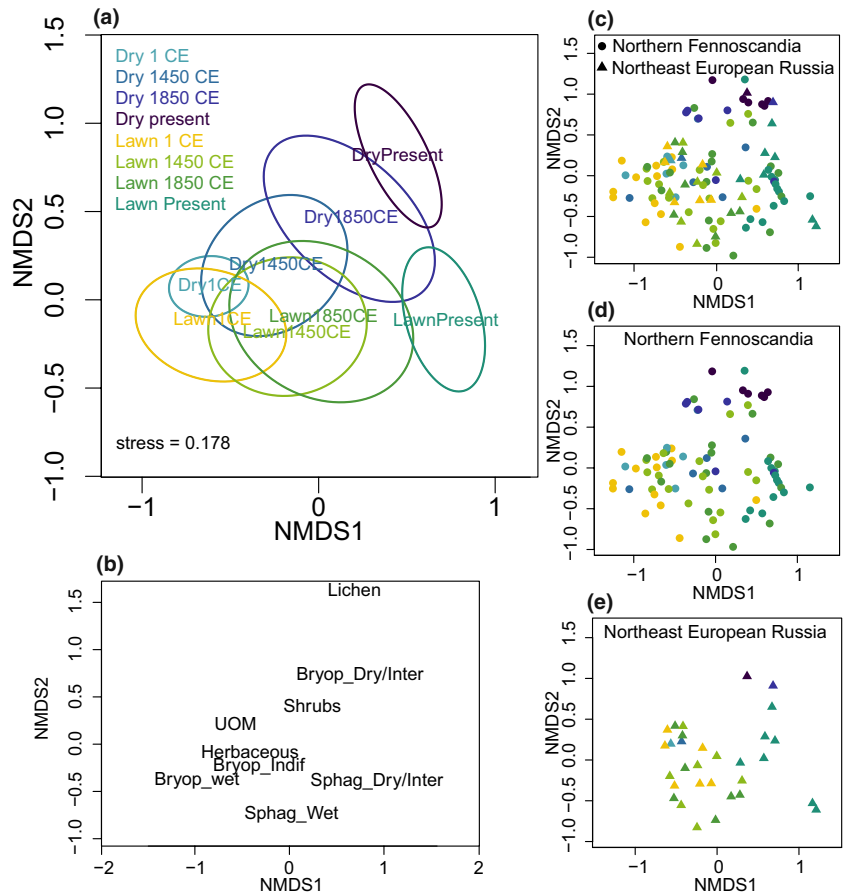 (a)
1.5
1.0
0.5
0.0
−0.5
−1.0
NMDS2
Dry 1 CE
Dry 1450 CE
Dry 1850 CE
Dry present
Lawn 1 CE
Lawn 1450 CE
Lawn 1850 CE
Lawn Present
DryPresent
Dry1850CE
Dry1450CE
Dry1CE
Lawn1CE
Lawn1850CE
Lawn1450CE
LawnPresent
stress = 0.178
−1
0
1
NMDS1
(b)
1.5
1.0
0.5
0.0
−0.5
−1.0
NMDS2
Lichen
Bryop_Dry/Inter
Shrubs
UOM
Herbaceous
Bryop_Indif
Bryop_wet
Sphag_Dry/Inter
Sphag_Wet
−2
−1
0
1
2
NMDS1
(c)
Northern Fennoscandia
Northeast European Russia
1.5
1.0
0.5
0.0
−0.5
−1.0
NMDS2
−1
0
1
NMDS1
(d)
Northern Fennoscandia
1.5
1.0
0.5
0.0
−0.5
−1.0
NMDS2
−1
0
1
NMDS1
(e)
Northeast European Russia
1.5
1.0
0.5
0.0
−0.5
−1.0
NMDS2
−1
0
1
NMDS1